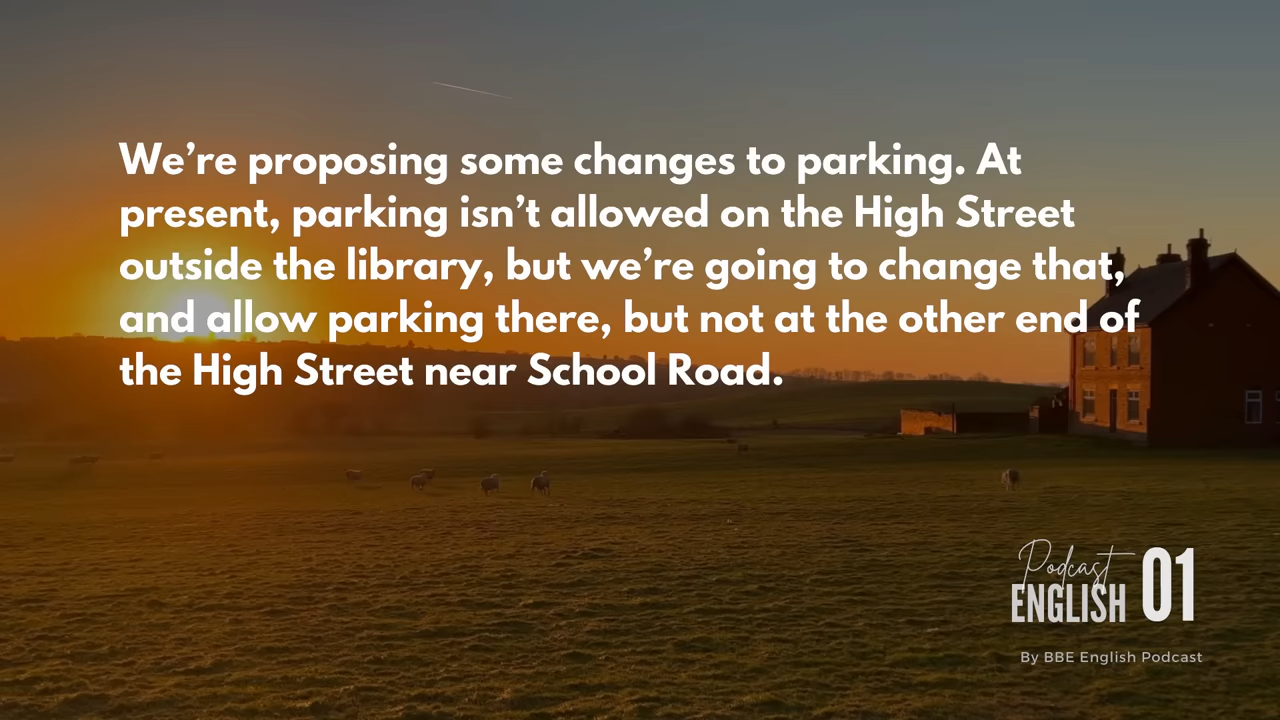 We’re proposing some changes to parking. At
present, parking isn’t allowed on the High Street
outside the library, but we’re going to change that,
and allow parking there, but not at the other end of
the High Street near School Road.
Podcast
ENGLISH 01
By BBE English Podcast